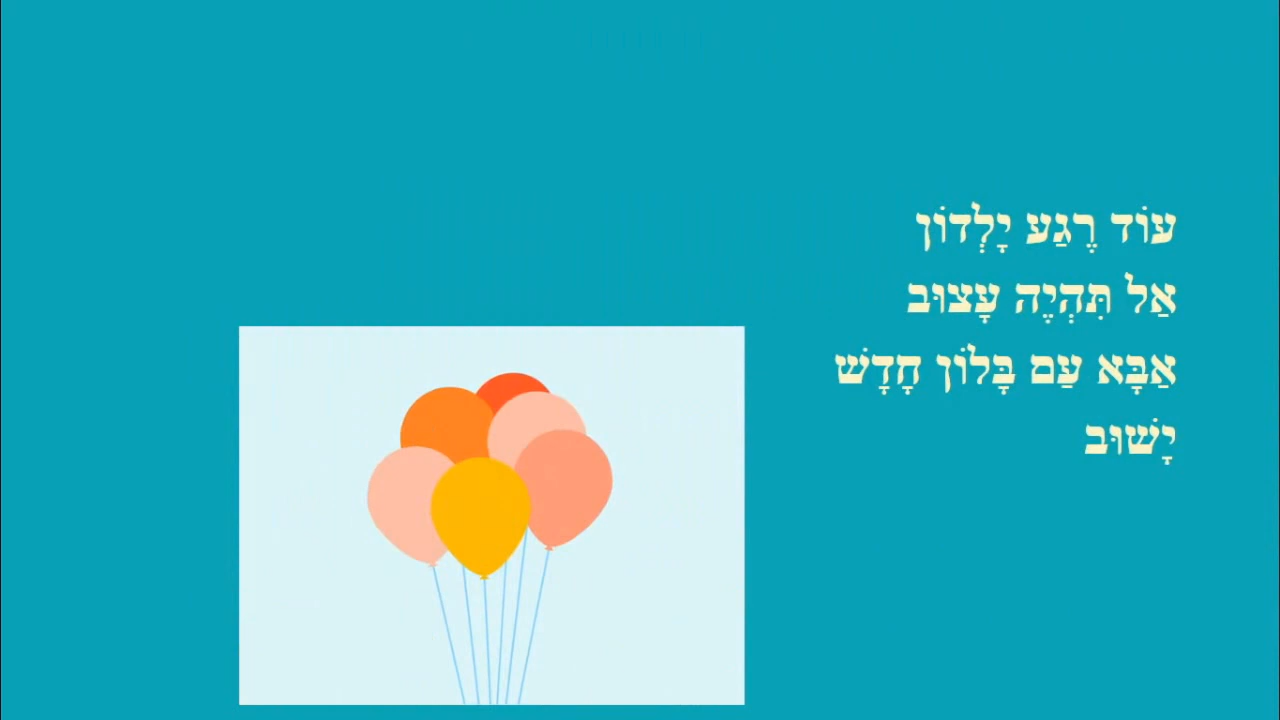 עוֹד רֶגַע יָלְדוֹן
אַל תִּהְיֶה עָצוּב
אַבָּא עַם בָּלוֹן חָדָשׁ
יָשׁוּב